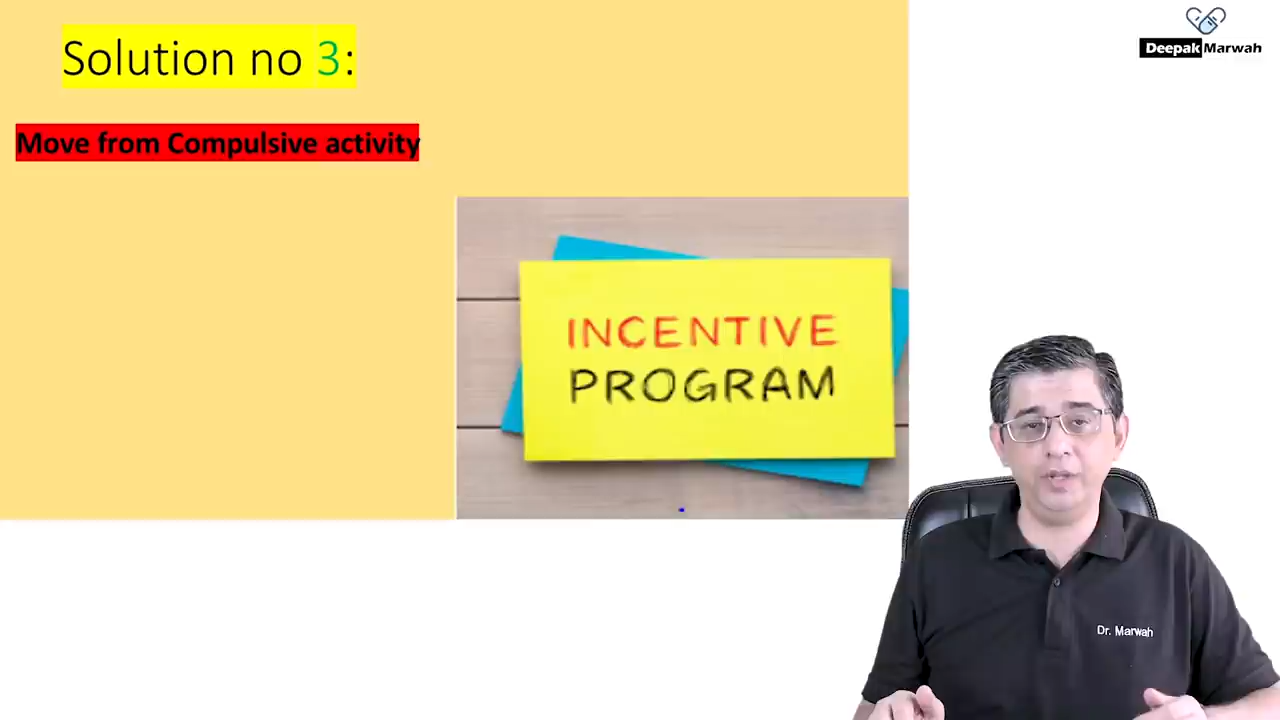 Solution no 3:
Deepak Marwah
Move from Compulsive activity
INCENTIVE
PROGRAM
Dr. Marwah